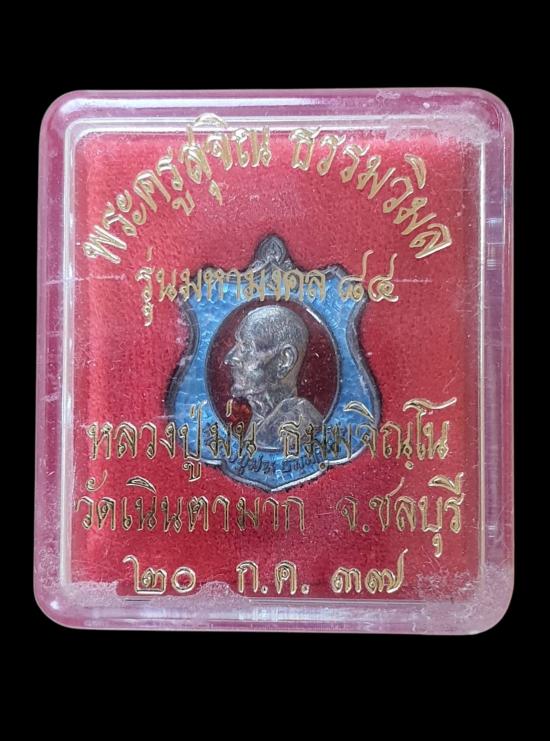 พระครูสุจิณ ธรรมวิมล
รุ่นมหามงคล ๘๔
หลวงปู่ม่น ธมฺมจิณฺโน
วัดเนินตามาก จ.ชลบุรี
๒๐ ก.ค. ๓๗